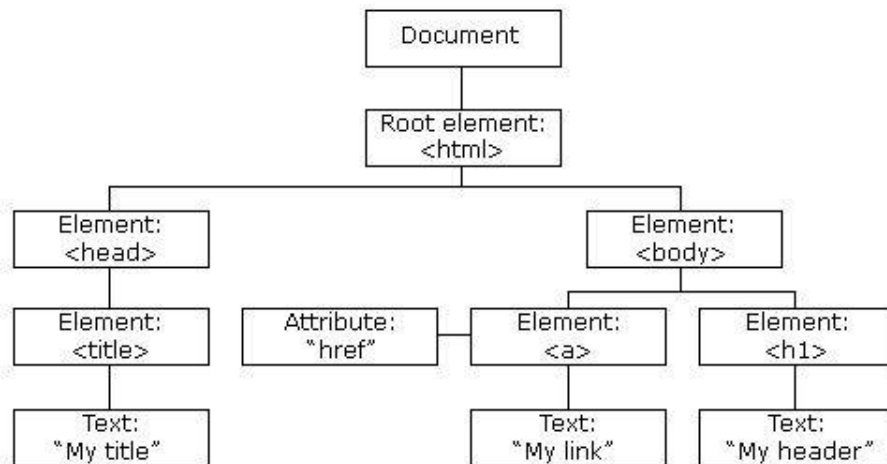 Document
Root element:
<html>
Element:
<head>
Element:
<body>
Element:
<title>
Attribute:
“href”
Element:
<a>
Element:
<h1>
Text:
“My title”
Text:
“My link”
Text:
“My header”